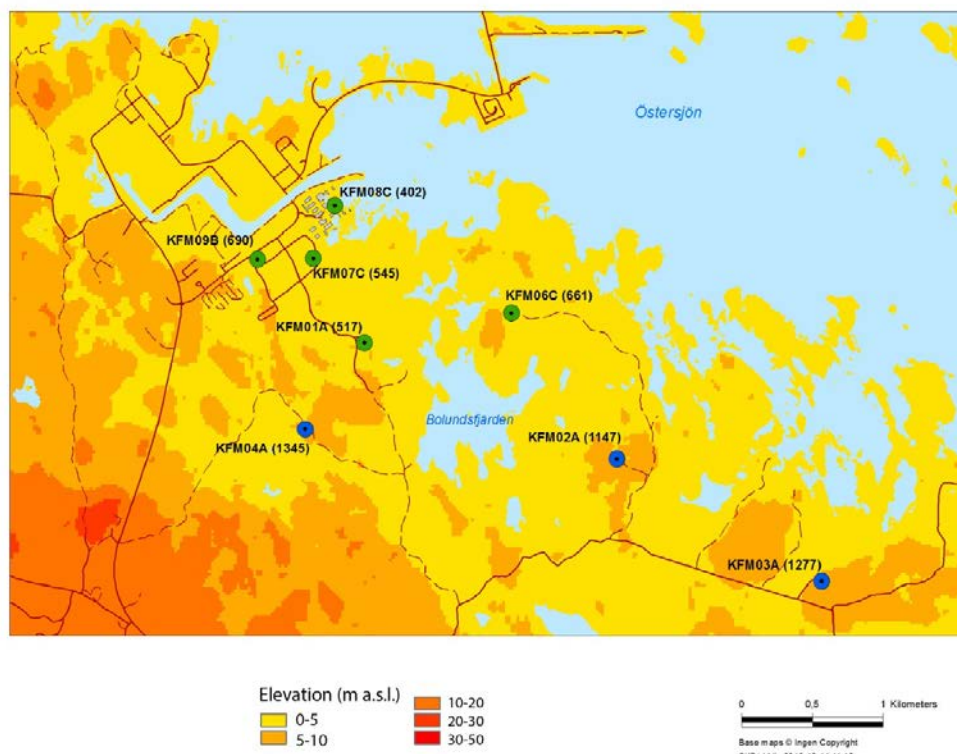 Östersjön
KFM08C (402)
KFM09B (690)
KFM07C (545)
KFM06C (661)
KFM01A (517)
Bolundsfjärden
KFM02A (1147)
KFM04A (1345)
KFM03A (1277)
Elevation (m a.s.l.)
0-5
5-10
10-20
20-30
30-50
0 0,5 1 Kilometers
Base maps © Ingen Copyright